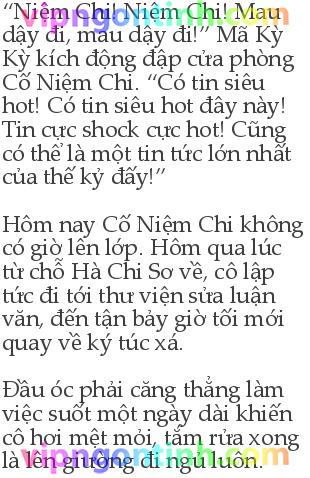 “Niệm Chi! Niệm Chi! Mau
dậy đi, mau dậy đi!” Mã Kỳ
Kỳ kích động đập cửa phòng
Cố Niệm Chi. “Có tin siêu
hot! Có tin siêu hot đây này!
Tin cực shock cực hot! Cũng
có thể là một tin tức lớn nhất
của thế kỷ đấy!”
Hôm nay Cố Niệm Chi không
có giờ lên lớp. Hôm qua lúc
từ chỗ Hà Chi Sơ về, cô lập
tức đi tới thư viện sửa luận
văn, đến tận bảy giờ tối mới
quay về ký túc xá.
Đầu óc phải căng thẳng làm
việc suốt một ngày dài khiến
cô hơi mệt mỏi, tắm rửa xong
là lên giường đi ngủ luôn.
vipngontinh.com
vipngontinh.com
vipngontinh.com